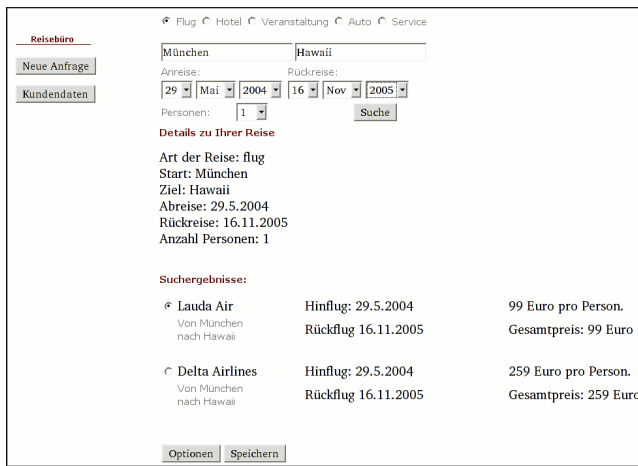 Flug Hotel Veranstaltung Auto Service
Reisebüro
München Hawaii
Neue Anfrage
Anreise: Rückreise:
29 Mai 2004 16 Nov 2005
Kundendaten
Personen: 1 Suche
Details zu Ihrer Reise
Art der Reise: flug
Start: München
Ziel: Hawaii
Abreise: 29.5.2004
Rückreise: 16.11.2005
Anzahl Personen: 1
Suchergebnisse:
Lauda Air Hinflug: 29.5.2004 99 Euro pro Person.
Von München
nach Hawaii
Rückflug 16.11.2005 Gesamtpreis: 99 Euro
Delta Airlines Hinflug: 29.5.2004 259 Euro pro Person.
Von München
nach Hawaii
Rückflug 16.11.2005 Gesamtpreis: 259 Euro
Optionen Speichern